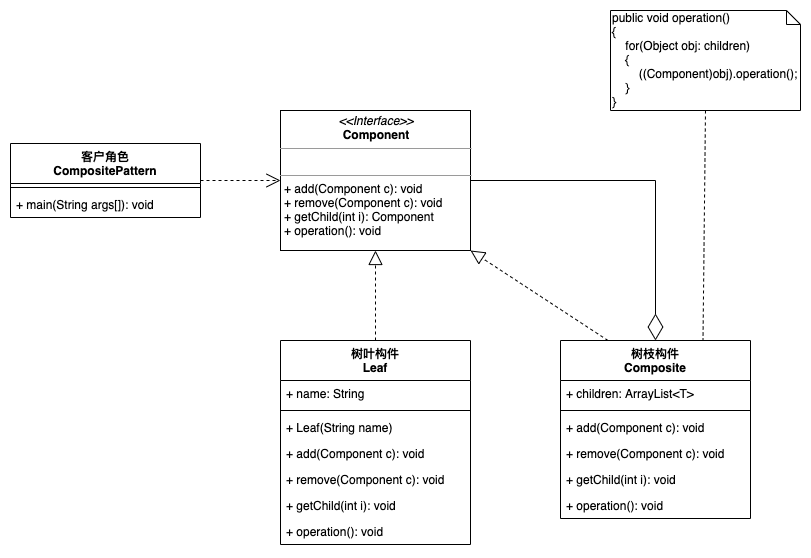 public void operation()
{
for(Object obj: children)
{
((Component)obj).operation();
}
}
<<Interface>>
Component
+ add(Component c): void
+ remove(Component c): void
+ getChild(int i): Component
+ operation(): void
客户角色
CompositePattern
+ main(String args[]): void
树叶构件
Leaf
+ name: String
+ Leaf(String name)
+ add(Component c): void
+ remove(Component c): void
+ getChild(int i): void
+ operation(): void
树枝构件
Composite
+ children: ArrayList<T>
+ add(Component c): void
+ remove(Component c): void
+ getChild(int i): void
+ operation(): void